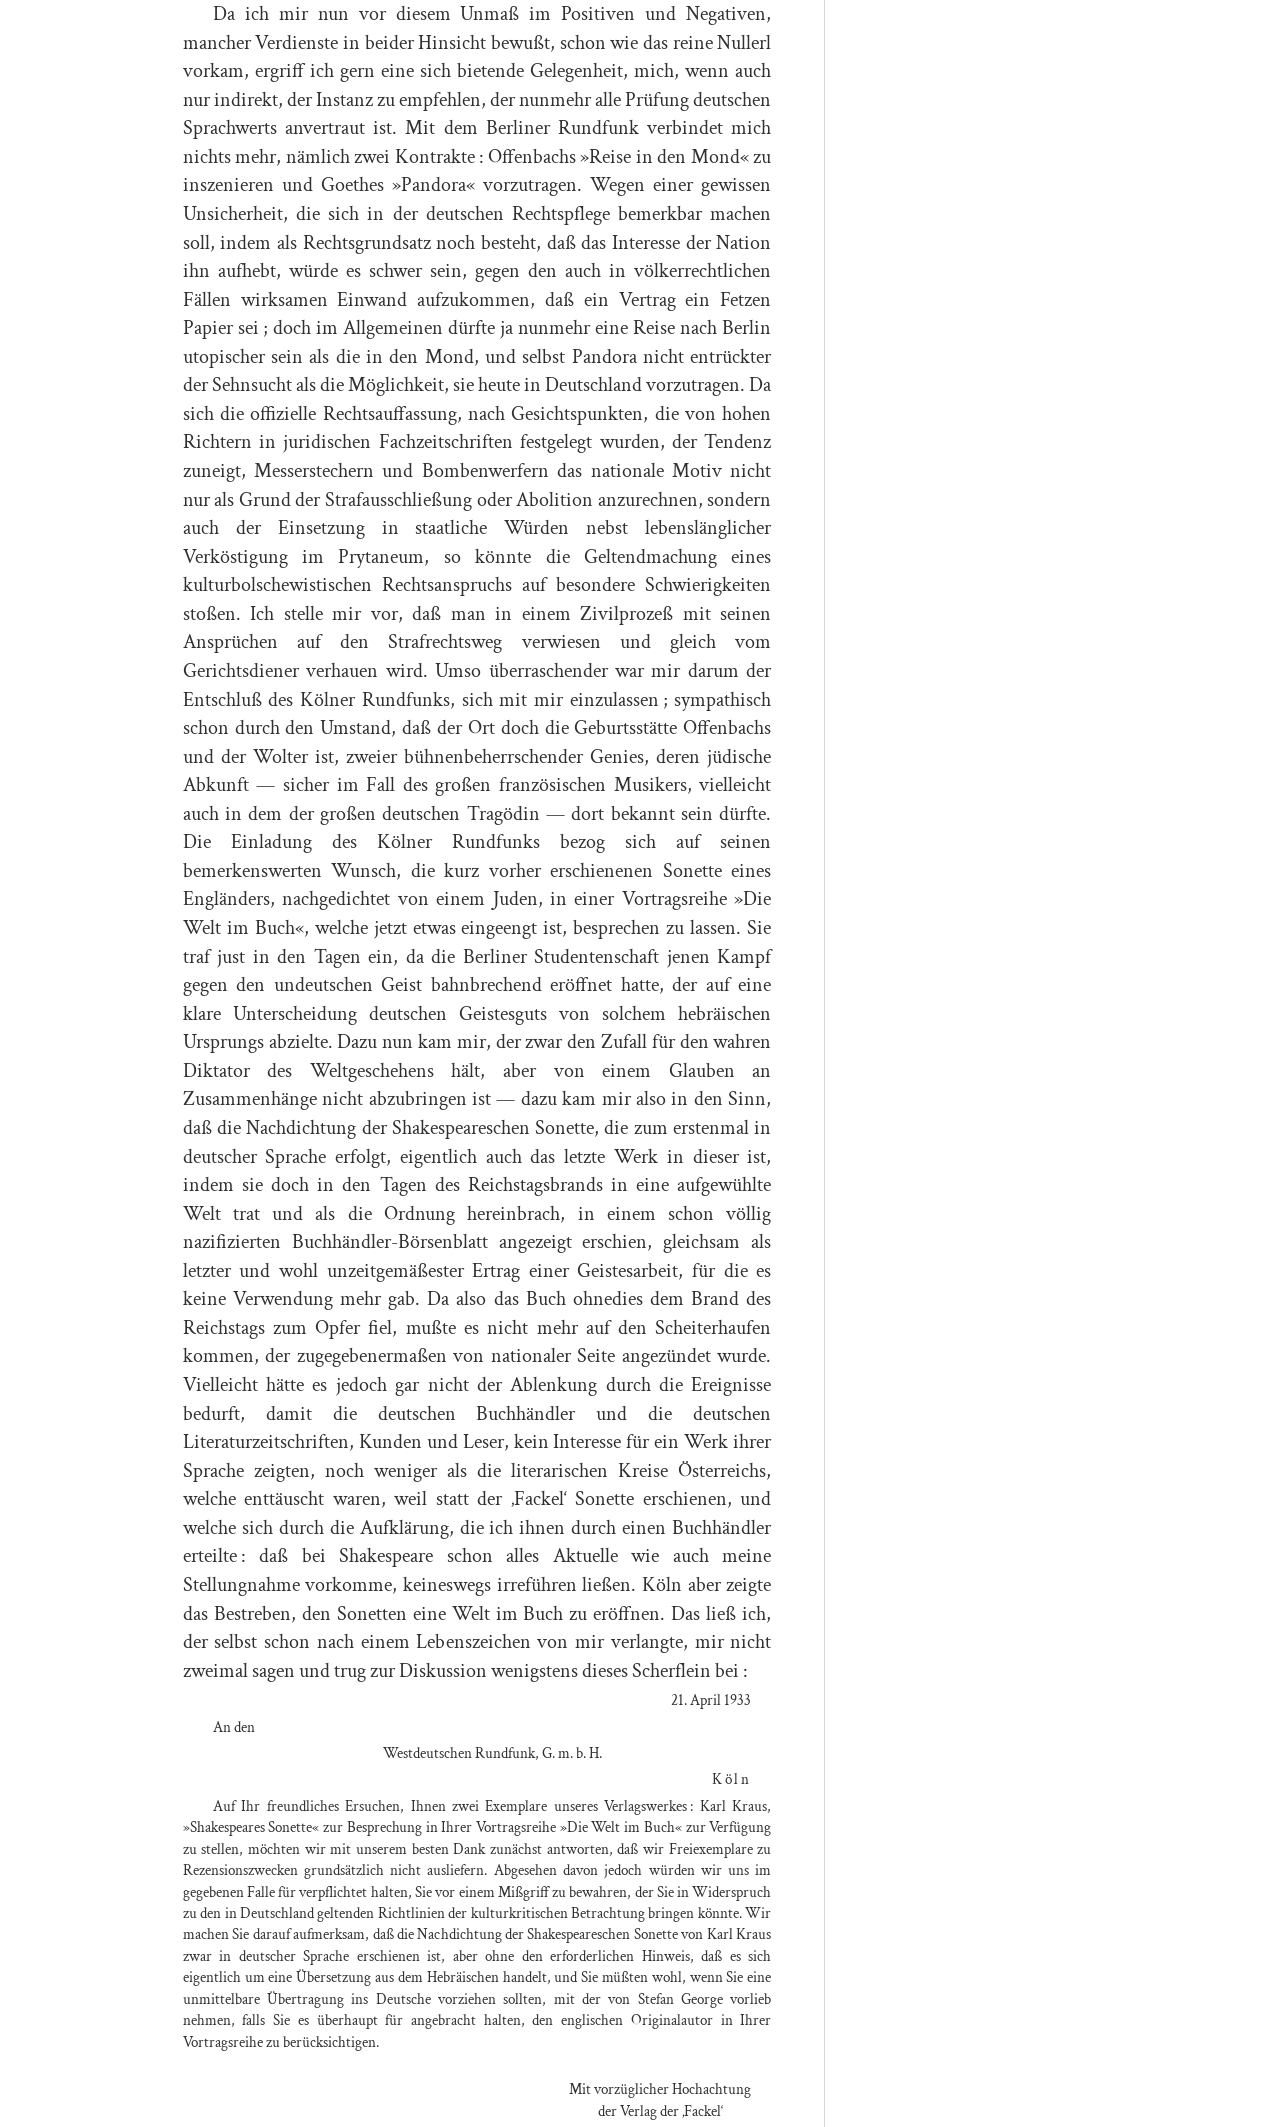 Da ich mir nun vor diesem Unmaß im Positiven und Negativen,
mancher Verdienste in beider Hinsicht bewußt, schon wie das reine Nullerl
vorkam, ergriff ich gern eine sich bietende Gelegenheit, mich, wenn auch
nur indirekt, der Instanz zu empfehlen, der nunmehr alle Prüfung deutschen
Sprachwerts anvertraut ist. Mit dem Berliner Rundfunk verbindet mich
nichts mehr, nämlich zwei Kontrakte : Offenbachs »Reise in den Mond« zu
inszenieren und Goethes »Pandora« vorzutragen. Wegen einer gewissen
Unsicherheit, die sich in der deutschen Rechtspflege bemerkbar machen
soll, indem als Rechtsgrundsatz noch besteht, daß das Interesse der Nation
ihn aufhebt, würde es schwer sein, gegen den auch in völkerrechtlichen
Fällen wirksamen Einwand aufzukommen, daß ein Vertrag ein Fetzen
Papier sei ; doch im Allgemeinen dürfte ja nunmehr eine Reise nach Berlin
utopischer sein als die in den Mond, und selbst Pandora nicht entrückter
der Sehnsucht als die Möglichkeit, sie heute in Deutschland vorzutragen. Da
sich die offizielle Rechtsauffassung, nach Gesichtspunkten, die von hohen
Richtern in juridischen Fachzeitschriften festgelegt wurden, der Tendenz
zuneigt, Messerstechern und Bombenwerfern das nationale Motiv nicht
nur als Grund der Strafausschließung oder Abolition anzurechnen, sondern
auch der Einsetzung in staatliche Würden nebst lebenslänglicher
Verköstigung im Prytaneum, so könnte die Geltendmachung eines
kulturbolschewistischen Rechtsanspruchs auf besondere Schwierigkeiten
stoßen. Ich stelle mir vor, daß man in einem Zivilprozeß mit seinen
Ansprüchen auf den Strafrechtsweg verwiesen und gleich vom
Gerichtsdiener verhauen wird. Umso überraschender war mir darum der
Entschluß des Kölner Rundfunks, sich mit mir einzulassen ; sympathisch
schon durch den Umstand, daß der Ort doch die Geburtsstätte Offenbachs
und der Wolter ist, zweier bühnenbeherrschender Genies, deren jüdische
Abkunft — sicher im Fall des großen französischen Musikers, vielleicht
auch in dem der großen deutschen Tragödin — dort bekannt sein dürfte.
Die Einladung des Kölner Rundfunks bezog sich auf seinen
bemerkenswerten Wunsch, die kurz vorher erschienenen Sonette eines
Engländers, nachgedichtet von einem Juden, in einer Vortragsreihe »Die
Welt im Buch«, welche jetzt etwas eingeengt ist, besprechen zu lassen. Sie
traf just in den Tagen ein, da die Berliner Studentenschaft jenen Kampf
gegen den undeutschen Geist bahnbrechend eröffnet hatte, der auf eine
klare Unterscheidung deutschen Geistesguts von solchem hebräischen
Ursprungs abzielte. Dazu nun kam mir, der zwar den Zufall für den wahren
Diktator des Weltgeschehens hält, aber von einem Glauben an
Zusammenhänge nicht abzubringen ist — dazu kam mir also in den Sinn,
daß die Nachdichtung der Shakespeareschen Sonette, die zum erstenmal in
deutscher Sprache erfolgt, eigentlich auch das letzte Werk in dieser ist,
indem sie doch in den Tagen des Reichstagsbrands in eine aufgewühlte
Welt trat und als die Ordnung hereinbrach, in einem schon völlig
nazifizierten Buchhändler-Börsenblatt angezeigt erschien, gleichsam als
letzter und wohl unzeitgemäßester Ertrag einer Geistesarbeit, für die es
keine Verwendung mehr gab. Da also das Buch ohnedies dem Brand des
Reichstags zum Opfer fiel, mußte es nicht mehr auf den Scheiterhaufen
kommen, der zugegebenermaßen von nationaler Seite angezündet wurde.
Vielleicht hätte es jedoch gar nicht der Ablenkung durch die Ereignisse
bedurft, damit die deutschen Buchhändler und die deutschen
Literaturzeitschriften, Kunden und Leser, kein Interesse für ein Werk ihrer
Sprache zeigten, noch weniger als die literarischen Kreise Österreichs,
welche enttäuscht waren, weil statt der ‚Fackel‘ Sonette erschienen, und
welche sich durch die Aufklärung, die ich ihnen durch einen Buchhändler
erteilte : daß bei Shakespeare schon alles Aktuelle wie auch meine
Stellungnahme vorkomme, keineswegs irreführen ließen. Köln aber zeigte
das Bestreben, den Sonetten eine Welt im Buch zu eröffnen. Das ließ ich,
der selbst schon nach einem Lebenszeichen von mir verlangte, mir nicht
zweimal sagen und trug zur Diskussion wenigstens dieses Scherflein bei :
21. April 1933
An den
Westdeutschen Rundfunk, G. m. b. H.
Köln
Auf Ihr freundliches Ersuchen, Ihnen zwei Exemplare unseres Verlagswerkes : Karl Kraus,
»Shakespeares Sonette« zur Besprechung in Ihrer Vortragsreihe »Die Welt im Buch« zur Verfügung
zu stellen, möchten wir mit unserem besten Dank zunächst antworten, daß wir Freiexemplare zu
Rezensionszwecken grundsätzlich nicht ausliefern. Abgesehen davon jedoch würden wir uns im
gegebenen Falle für verpflichtet halten, Sie vor einem Mißgriff zu bewahren, der Sie in Widerspruch
zu den in Deutschland geltenden Richtlinien der kulturkritischen Betrachtung bringen könnte. Wir
machen Sie darauf aufmerksam, daß die Nachdichtung der Shakespeareschen Sonette von Karl Kraus
zwar in deutscher Sprache erschienen ist, aber ohne den erforderlichen Hinweis, daß es sich
eigentlich um eine Übersetzung aus dem Hebräischen handelt, und Sie müßten wohl, wenn Sie eine
unmittelbare Übertragung ins Deutsche vorziehen sollten, mit der von Stefan George vorlieb
nehmen, falls Sie es überhaupt für angebracht halten, den englischen Originalautor in Ihrer
Vortragsreihe zu berücksichtigen.
Mit vorzüglicher Hochachtung
der Verlag der ‚Fackel‘